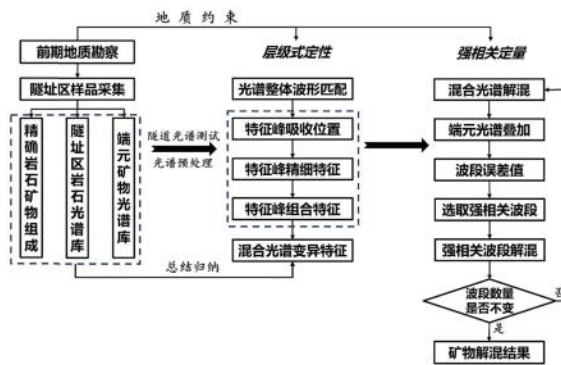 地质约束
前期地质勘察
隧址区样品采集
精确岩石矿物组成
隧址区岩石光谱库
端元矿物光谱库
隧道光谱测试
光谱预处理
总结归纳
层级式定性
光谱整体波形匹配
特征峰吸收位置
特征峰精细特征
特征峰组合特征
混合光谱变异特征
强相关定量
混合光谱解混
端元光谱叠加
波段误差值
选取强相关波段
强相关波段解混
波段数量
是否不变
否
是
矿物解混结果